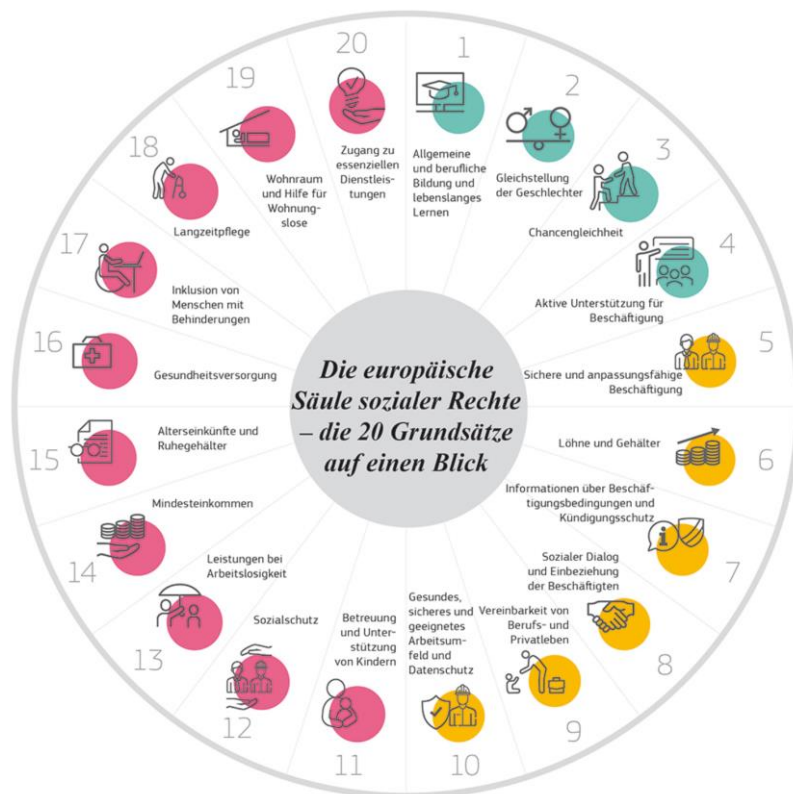 Die europäische
Säule sozialer Rechte
– die 20 Grundsätze
auf einen Blick
1
Allgemeine
und berufliche
Bildung und
lebenslanges
Lernen
2
Gleichstellung
der Geschlechter
3
Chancengleichheit
4
Aktive Unterstützung für
Beschäftigung
5
Sichere und anpassungsfähige
Beschäftigung
6
Löhne und Gehälter
7
Informationen über Beschäf-
tigungsbedingungen und
Kündigungsschutz
8
Sozialer Dialog
und Einbeziehung
der Beschäftigten
9
Vereinbarkeit von
Berufs- und
Privatleben
10
Gesundes,
sicheres und
geeignetes
Arbeitsum-
feld und
Datenschutz
11
Betreuung
und Unter-
stützung
von Kindern
12
Sozialschutz
13
Leistungen bei
Arbeitslosigkeit
14
Mindesteinkommen
15
Alterseinkünfte und
Ruhegehälter
16
Gesundheitsversorgung
17
Inklusion von
Menschen mit
Behinderungen
18
Langzeitpflege
19
Wohnraum
und Hilfe für
Wohnung-
slose
20
Zugang zu
essenziellen
Dienstleis-
tungen